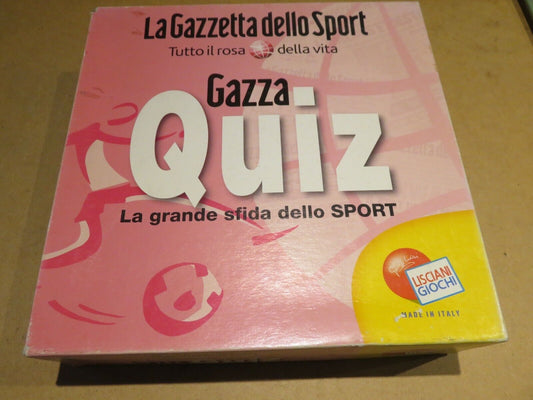 La Gazzetta dello Sport
Tutto il rosa della vita
Gazza
Quiz
La grande sfida dello SPORT
LISCIANI
GIOCHI
MADE IN ITALY